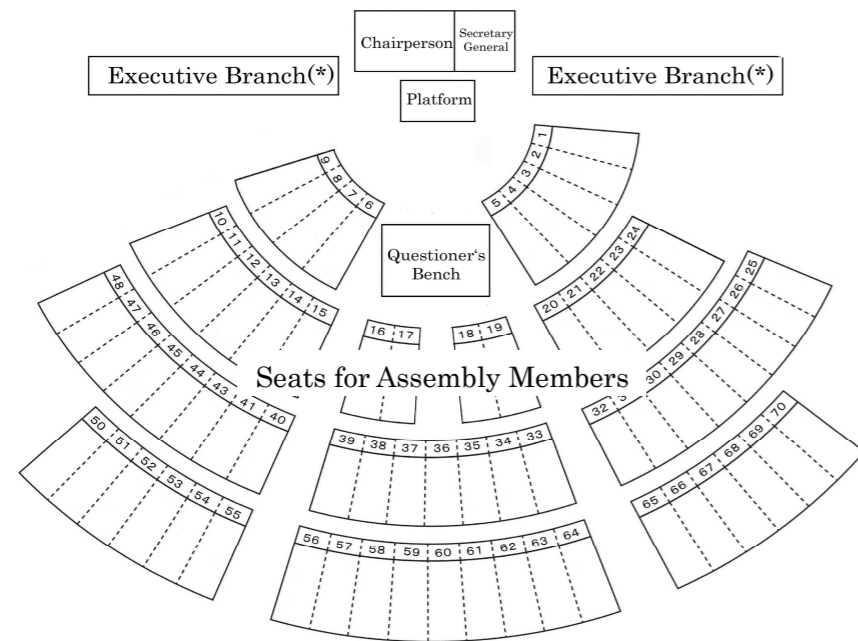 Chairperson
Secretary
General
Executive Branch(*)
Executive Branch(*)
Platform
9 8 7 6
5 4 3 2 1
Questioner‘s
Bench
10 11 12 13 14 15
16 17
18 19
20 21 22 23 24
48 47 46 45 44 43 41 40
32 30 29 28 27 26 25
Seats for Assembly Members
39 38 37 36 35 34 33
50 51 52 53 54 55
56 57 58 59 60 61 62 63 64
65 66 67 68 69 70